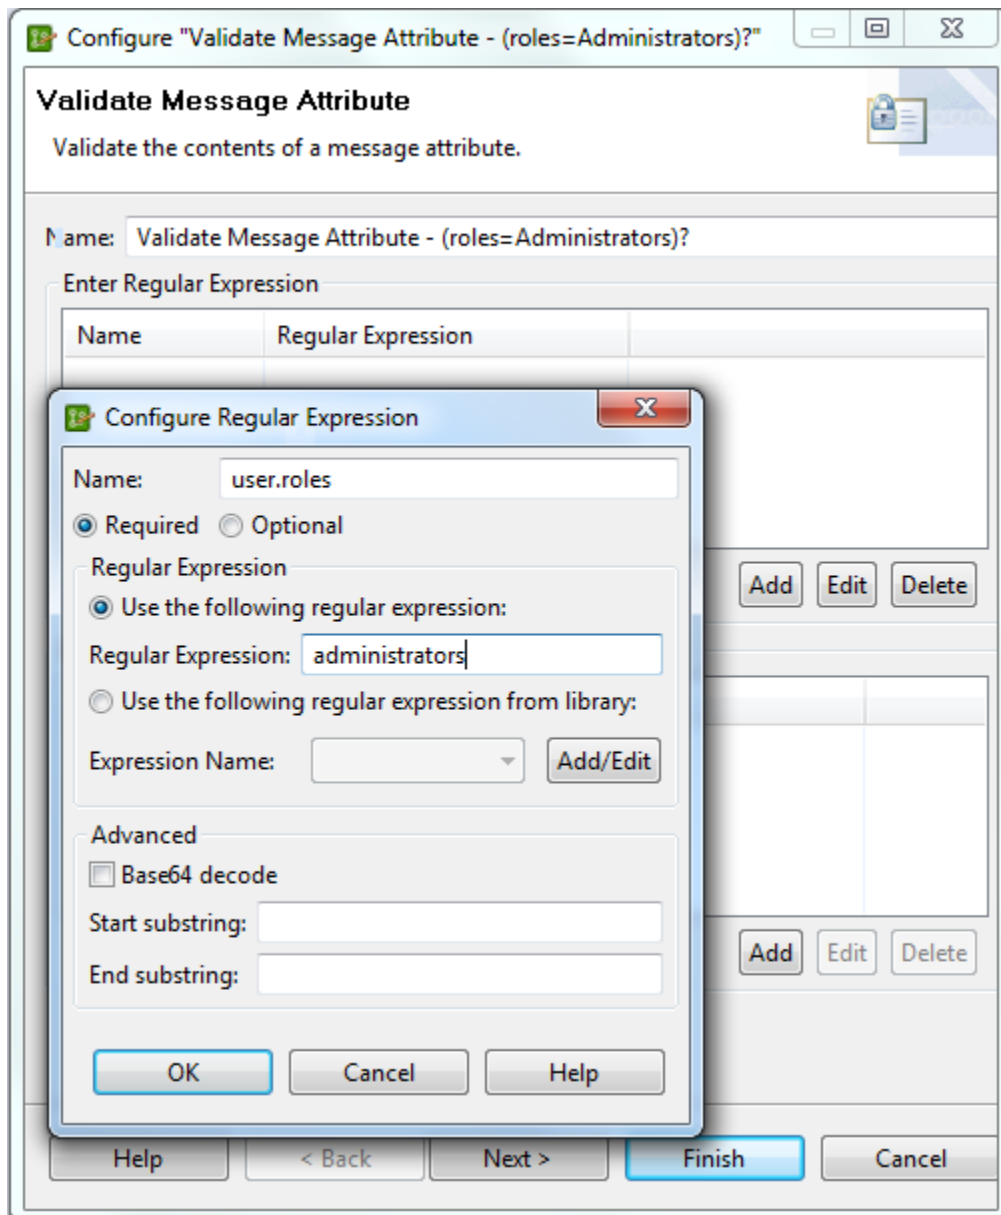 Configure "Validate Message Attribute - (roles=Administrators)?"
Validate Message Attribute
Validate the contents of a message attribute.
Name: Validate Message Attribute - (roles=Administrators)?
Enter Regular Expression
Name Regular Expression
Configure Regular Expression
Name: user.roles
Required Optional
Regular Expression
Use the following regular expression:
Regular Expression: administrators
Use the following regular expression from library:
Expression Name: Add/Edit
Advanced
Base64 decode
Start substring:
End substring:
OK Cancel Help
Add Edit Delete
Add Edit Delete
Help < Back Next > Finish Cancel